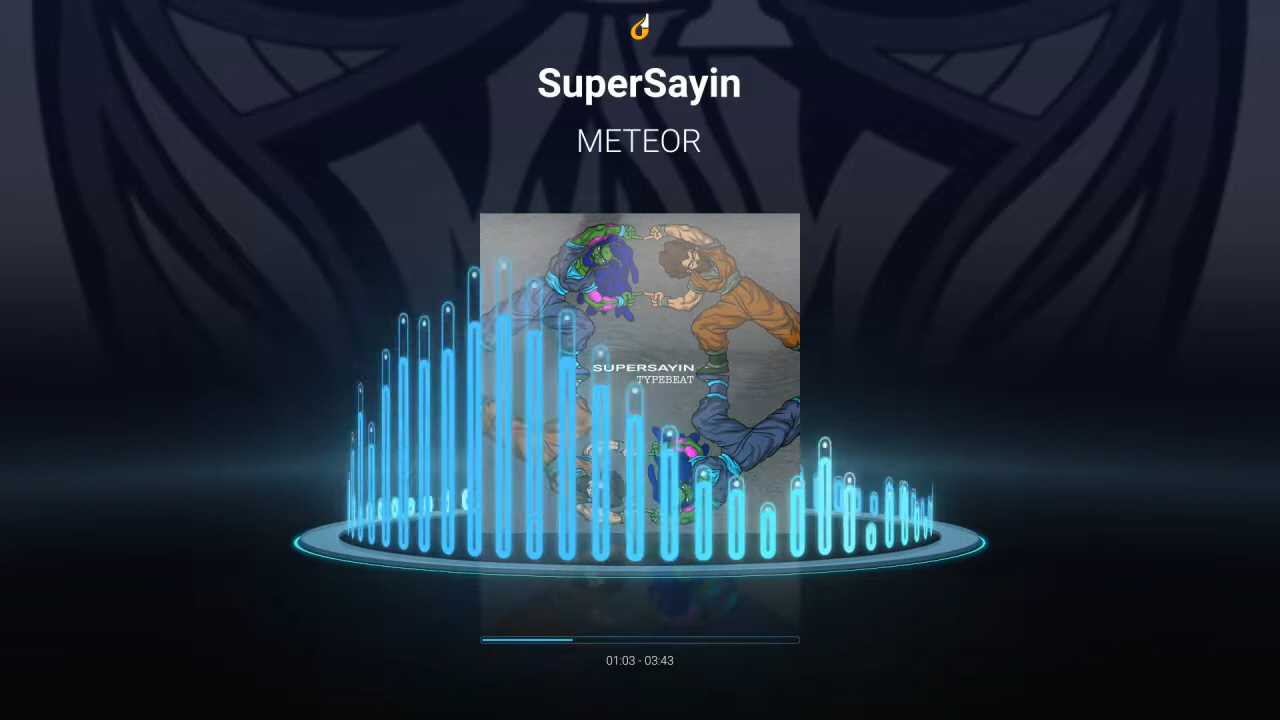 SuperSayin
METEOR
SUPERSAYIN
TYPEBEAT
01:03 - 03:43